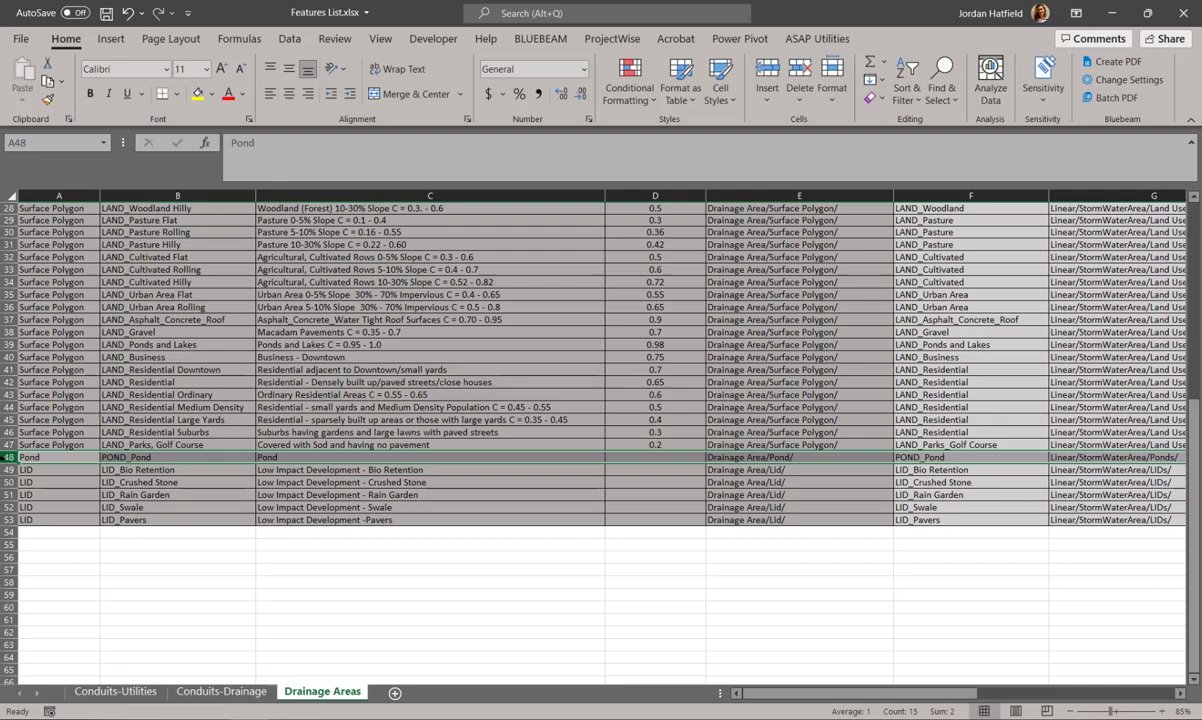 AutoSave Off Features List.xlsx Search (Alt+Q) Jordan Hatfield
File Home Insert Page Layout Formulas Data Review View Developer Help BLUEBEAM ProjectWise Acrobat Power Pivot ASAP Utilities Comments Share
Paste Calibri 11 Wrap Text General Conditional Formatting Format as Table Cell Styles Insert Delete Format Sort & Filter Find & Select Analyze Data Sensitivity Create PDF
B I U Merge & Center $ % Change Settings
Batch PDF
Clipboard Font Alignment Number Styles Cells Editing Analysis Sensitivity Bluebeam
A48 fx Pond
A B C D E F G
28 Surface Polygon LAND_Woodland Hilly Woodland (Forest) 10-30% Slope C = 0.3. - 0.6 0.5 Drainage Area/Surface Polygon/ LAND_Woodland Linear/StormWaterArea/Land Use
29 Surface Polygon LAND_Pasture Flat Pasture 0-5% Slope C = 0.1 - 0.4 0.3 Drainage Area/Surface Polygon/ LAND_Pasture Linear/StormWaterArea/Land Use
30 Surface Polygon LAND_Pasture Rolling Pasture 5-10% Slope C = 0.16 - 0.55 0.36 Drainage Area/Surface Polygon/ LAND_Pasture Linear/StormWaterArea/Land Use
31 Surface Polygon LAND_Pasture Hilly Pasture 10-30% Slope C = 0.22 - 0.60 0.42 Drainage Area/Surface Polygon/ LAND_Pasture Linear/StormWaterArea/Land Use
32 Surface Polygon LAND_Cultivated Flat Agricultural, Cultivated Rows 0-5% Slope C = 0.3 - 0.6 0.5 Drainage Area/Surface Polygon/ LAND_Cultivated Linear/StormWaterArea/Land Use
33 Surface Polygon LAND_Cultivated Rolling Agricultural, Cultivated Rows 5-10% Slope C = 0.4 - 0.7 0.6 Drainage Area/Surface Polygon/ LAND_Cultivated Linear/StormWaterArea/Land Use
34 Surface Polygon LAND_Cultivated Hilly Agricultural, Cultivated Rows 10-30% Slope C = 0.52 - 0.82 0.72 Drainage Area/Surface Polygon/ LAND_Cultivated Linear/StormWaterArea/Land Use
35 Surface Polygon LAND_Urban Area Flat Urban Area 0-5% Slope 30% - 70% Impervious C = 0.4 - 0.65 0.55 Drainage Area/Surface Polygon/ LAND_Urban Area Linear/StormWaterArea/Land Use
36 Surface Polygon LAND_Urban Area Rolling Urban Area 5-10% Slope 30% - 70% Impervious C = 0.5 - 0.8 0.65 Drainage Area/Surface Polygon/ LAND_Urban Area Linear/StormWaterArea/Land Use
37 Surface Polygon LAND_Asphalt_Concrete_Roof Asphalt_Concrete_Water Tight Roof Surfaces C = 0.70 - 0.95 0.9 Drainage Area/Surface Polygon/ LAND_Asphalt_Concrete_Roof Linear/StormWaterArea/Land Use
38 Surface Polygon LAND_Gravel Macadam Pavements C = 0.35 - 0.7 0.7 Drainage Area/Surface Polygon/ LAND_Gravel Linear/StormWaterArea/Land Use
39 Surface Polygon LAND_Ponds and Lakes Ponds and Lakes C = 0.95 - 1.0 0.98 Drainage Area/Surface Polygon/ LAND_Ponds and Lakes Linear/StormWaterArea/Land Use
40 Surface Polygon LAND_Business Business - Downtown 0.75 Drainage Area/Surface Polygon/ LAND_Business Linear/StormWaterArea/Land Use
41 Surface Polygon LAND_Residential Downtown Residential adjacent to Downtown/small yards 0.7 Drainage Area/Surface Polygon/ LAND_Residential Linear/StormWaterArea/Land Use
42 Surface Polygon LAND_Residential Residential - Densely built up/paved streets/close houses 0.65 Drainage Area/Surface Polygon/ LAND_Residential Linear/StormWaterArea/Land Use
43 Surface Polygon LAND_Residential Ordinary Ordinary Residential Areas C = 0.55 - 0.65 0.6 Drainage Area/Surface Polygon/ LAND_Residential Linear/StormWaterArea/Land Use
44 Surface Polygon LAND_Residential Medium Density Residential - small yards and Medium Density Population C = 0.45 - 0.55 0.5 Drainage Area/Surface Polygon/ LAND_Residential Linear/StormWaterArea/Land Use
45 Surface Polygon LAND_Residential Large Yards Residential - sparsely built up areas or those with large yards C = 0.35 - 0.45 0.4 Drainage Area/Surface Polygon/ LAND_Residential Linear/StormWaterArea/Land Use
46 Surface Polygon LAND_Residential Suburbs Suburbs having gardens and large lawns with paved streets 0.3 Drainage Area/Surface Polygon/ LAND_Residential Linear/StormWaterArea/Land Use
47 Surface Polygon LAND_Parks, Golf Course Covered with Sod and having no pavement 0.2 Drainage Area/Surface Polygon/ LAND_Parks_Golf Course Linear/StormWaterArea/Land Use
48 Pond POND_Pond Pond Drainage Area/Pond/ POND_Pond Linear/StormWaterArea/Ponds/
49 LID LID_Bio Retention Low Impact Development - Bio Retention Drainage Area/Lid/ LID_Bio Retention Linear/StormWaterArea/LIDs/
50 LID LID_Crushed Stone Low Impact Development - Crushed Stone Drainage Area/Lid/ LID_Crushed Stone Linear/StormWaterArea/LIDs/
51 LID LID_Rain Garden Low Impact Development - Rain Garden Drainage Area/Lid/ LID_Rain Garden Linear/StormWaterArea/LIDs/
52 LID LID_Swale Low Impact Development - Swale Drainage Area/Lid/ LID_Swale Linear/StormWaterArea/LIDs/
53 LID LID_Pavers Low Impact Development -Pavers Drainage Area/Lid/ LID_Pavers Linear/StormWaterArea/LIDs/
54
55
56
57
58
59
60
61
62
63
64
65
66
Conduits-Utilities Conduits-Drainage Drainage Areas
Ready Average: 1 Count: 15 Sum: 2 85%